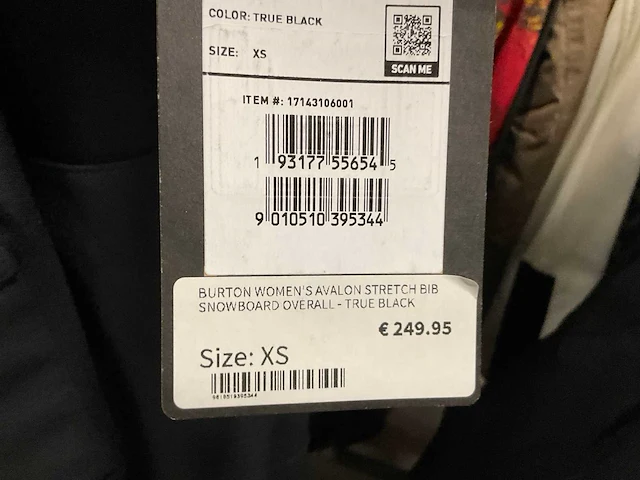 COLOR: TRUE BLACK
SIZE: XS
SCAN ME
ITEM #: 17143106001
1 93177 55654 5
9 010510 395344
BURTON WOMEN'S AVALON STRETCH BIB
SNOWBOARD OVERALL - TRUE BLACK
€ 249.95
Size: XS
9010510395344